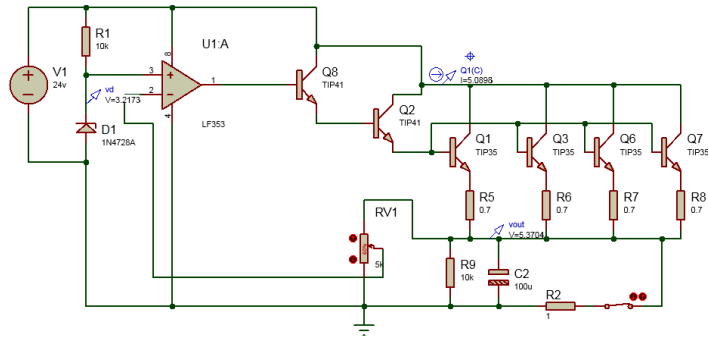 R1
10k
V1
24v
vd
V=3.2173
D1
1N4728A
U1:A
3
2
8
4
1
LF353
Q8
TIP41
Q2
TIP41
Q1(C)
I=5.0898
Q1
TIP35
Q3
TIP35
Q6
TIP35
Q7
TIP35
R5
0.7
R6
0.7
R7
0.7
R8
0.7
RV1
5k
vout
V=5.3704
R9
10k
C2
100u
R2
1